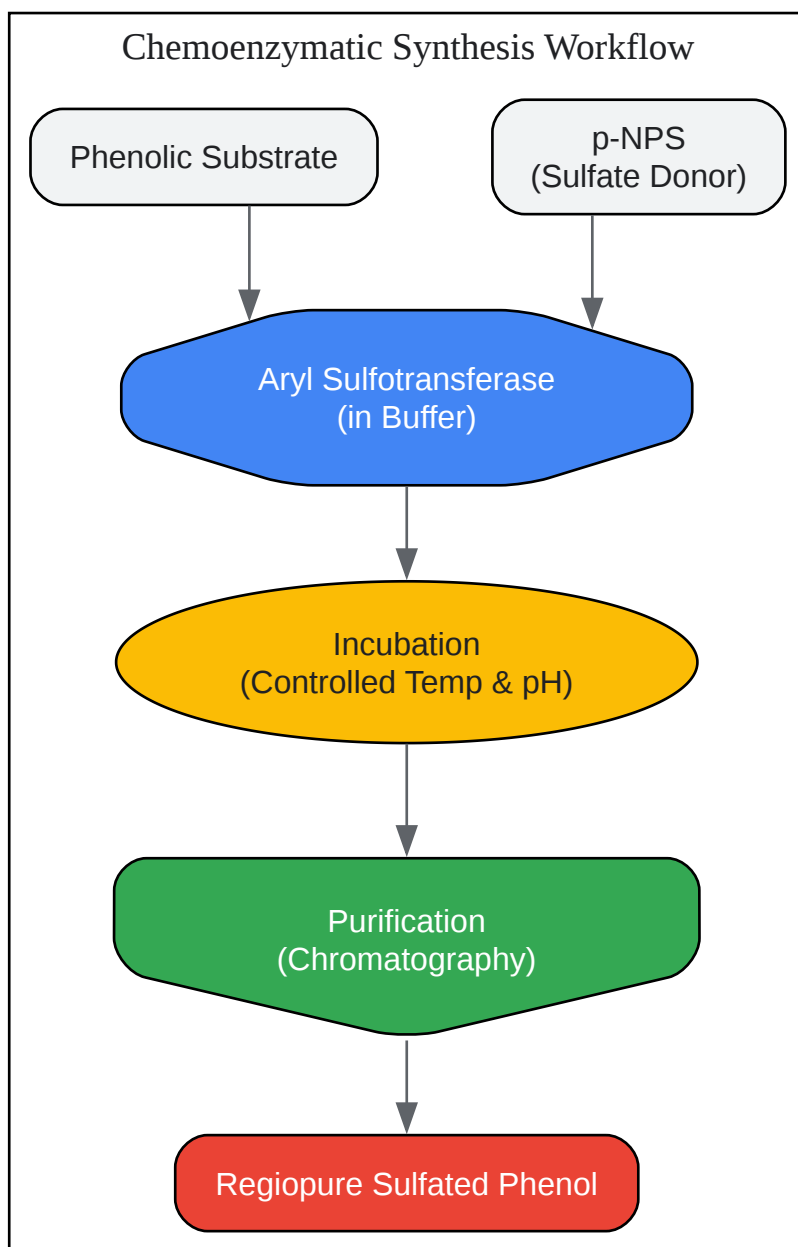 Chemoenzymatic Synthesis Workflow
Phenolic Substrate
p-NPS
(Sulfate Donor)
Aryl Sulfotransferase
(in Buffer)
Incubation
(Controlled Temp & pH)
Purification
(Chromatography)
Regiopure Sulfated Phenol